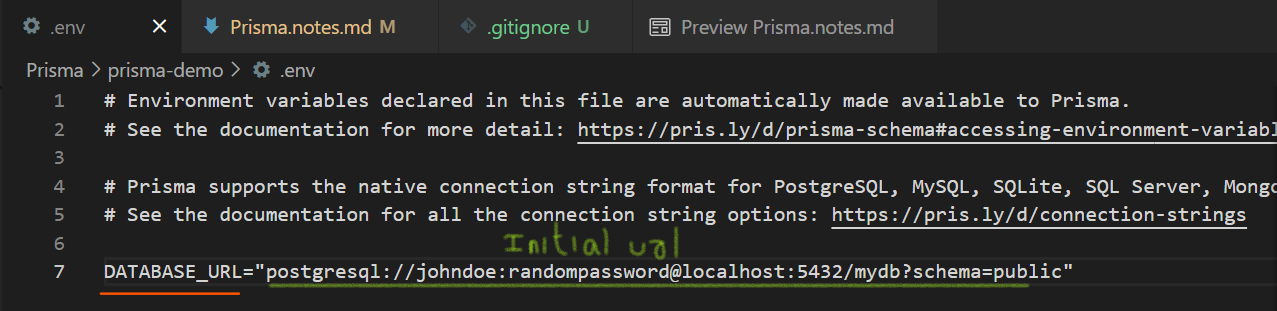 .env
Prisma.notes.md M
.gitignore U
Preview Prisma.notes.md
Prisma > prisma-demo > .env
1 # Environment variables declared in this file are automatically made available to Prisma.
2 # See the documentation for more detail: https://pris.ly/d/prisma-schema#accessing-environment-variabl
3
4 # Prisma supports the native connection string format for PostgreSQL, MySQL, SQLite, SQL Server, Mongo
5 # See the documentation for all the connection string options: https://pris.ly/d/connection-strings
6
Initial val
7 DATABASE_URL="postgresql://johndoe:randompassword@localhost:5432/mydb?schema=public"